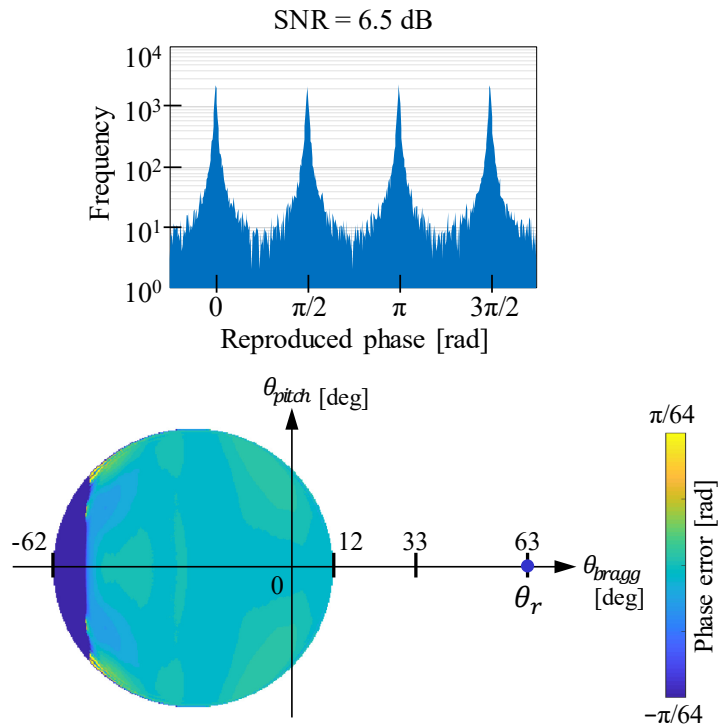 SNR = 6.5 dB
Frequency
10⁴
10³
10²
10¹
10⁰
0 π/2 π 3π/2
Reproduced phase [rad]
θpitch [deg]
π/64
-62 12 33 63
0
θr
θbragg
[deg]
Phase error [rad]
−π/64